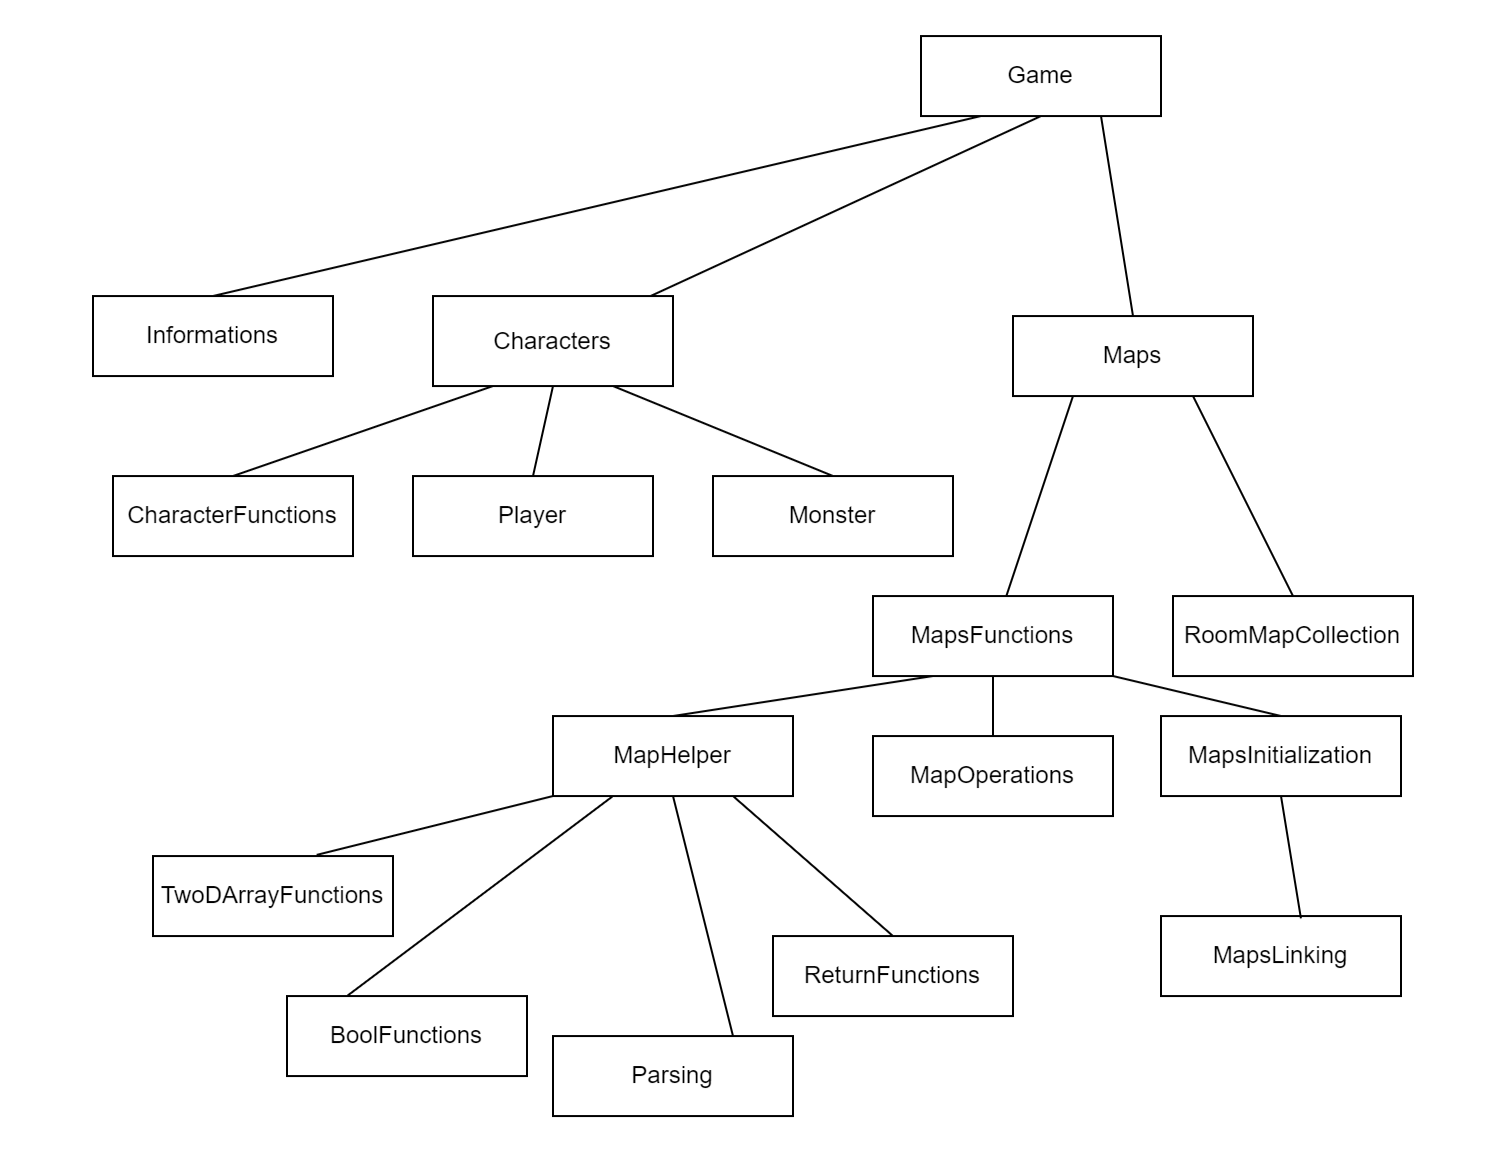 Game
Informations
Characters
Maps
CharacterFunctions
Player
Monster
MapsFunctions
RoomMapCollection
MapHelper
MapOperations
MapsInitialization
TwoDArrayFunctions
ReturnFunctions
MapsLinking
BoolFunctions
Parsing